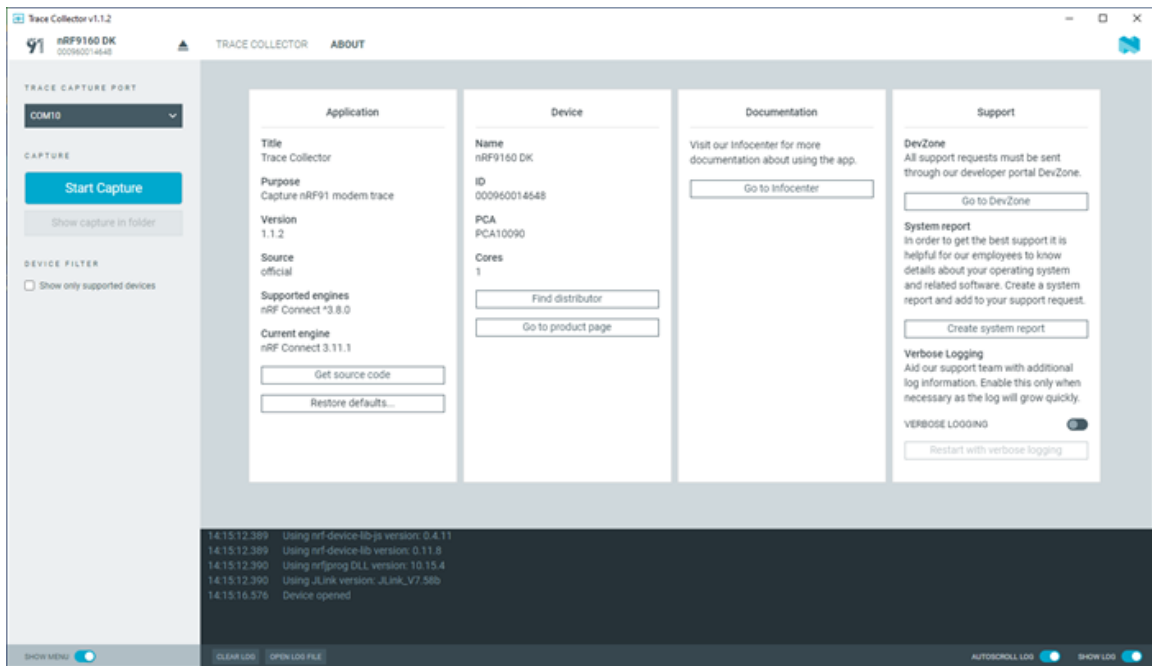 Trace Collector v1.1.2
91
nRF9160 DK
000960014648
TRACE COLLECTOR
ABOUT
TRACE CAPTURE PORT
COM10
CAPTURE
Start Capture
Show capture in folder
DEVICE FILTER
Show only supported devices
Application
Title
Trace Collector
Purpose
Capture nRF91 modem trace
Version
1.1.2
Source
official
Supported engines
nRF Connect ^3.8.0
Current engine
nRF Connect 3.11.1
Get source code
Restore defaults...
Device
Name
nRF9160 DK
ID
000960014648
PCA
PCA10090
Cores
1
Find distributor
Go to product page
Documentation
Visit our Infocenter for more
documentation about using the app.
Go to Infocenter
Support
DevZone
All support requests must be sent
through our developer portal DevZone.
Go to DevZone
System report
In order to get the best support it is
helpful for our employees to know
details about your operating system
and related software. Create a system
report and add to your support request.
Create system report
Verbose Logging
Aid our support team with additional
log information. Enable this only when
necessary as the log will grow quickly.
VERBOSE LOGGING
Restart with verbose logging
14:15:12.389 Using nrf-device-lib-js version: 0.4.11
14:15:12.389 Using nrf-device-lib version: 0.11.8
14:15:12.390 Using nrfjprog DLL version: 10.15.4
14:15:12.390 Using JLink version: JLink_V7.58b
14:15:16.576 Device opened
SHOW MENU
CLEAR LOG
OPEN LOG FILE
AUTOSCROLL LOG
SHOW LOG